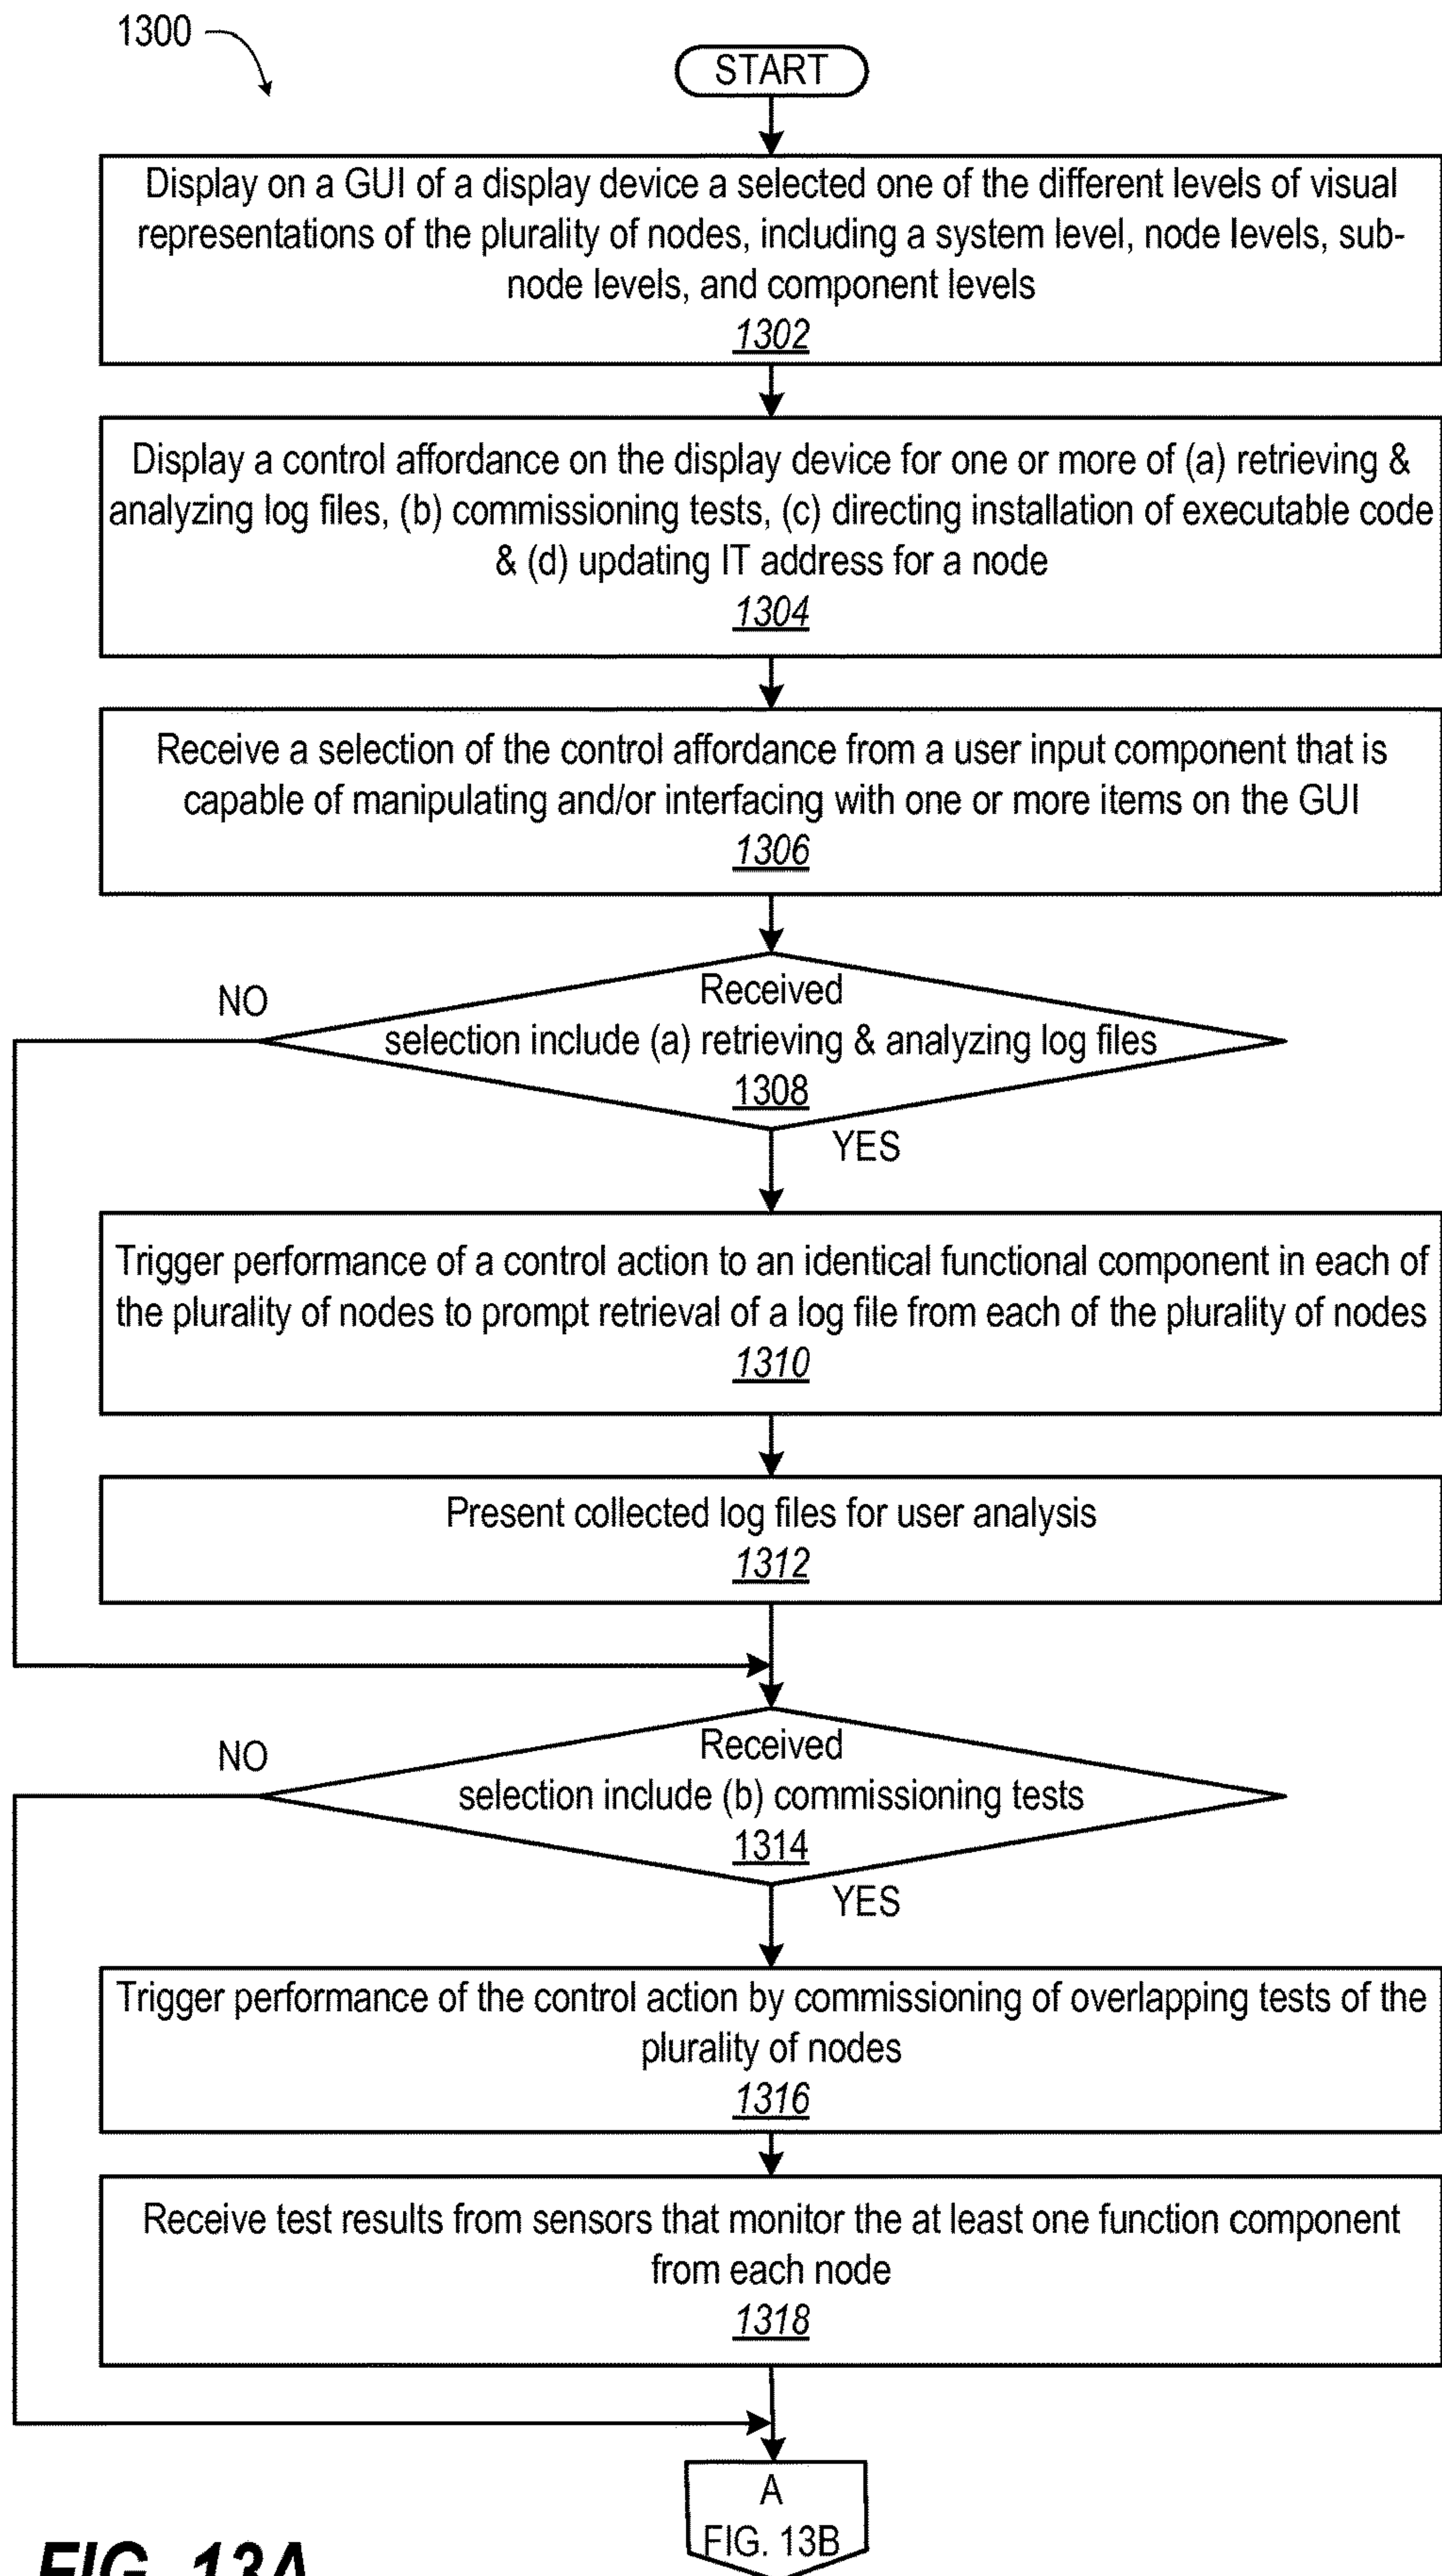 1300
START
Display on a GUI of a display device a selected one of the different levels of visual
representations of the plurality of nodes, including a system level, node levels, sub-
node levels, and component levels
1302
Display a control affordance on the display device for one or more of (a) retrieving &
analyzing log files, (b) commissioning tests, (c) directing installation of executable code
& (d) updating IT address for a node
1304
Receive a selection of the control affordance from a user input component that is
capable of manipulating and/or interfacing with one or more items on the GUI
1306
Received
selection include (a) retrieving & analyzing log files
1308
NO
YES
Trigger performance of a control action to an identical functional component in each of
the plurality of nodes to prompt retrieval of a log file from each of the plurality of nodes
1310
Present collected log files for user analysis
1312
Received
selection include (b) commissioning tests
1314
NO
YES
Trigger performance of the control action by commissioning of overlapping tests of the
plurality of nodes
1316
Receive test results from sensors that monitor the at least one function component
from each node
1318
A
FIG. 13B
FIG. 13A